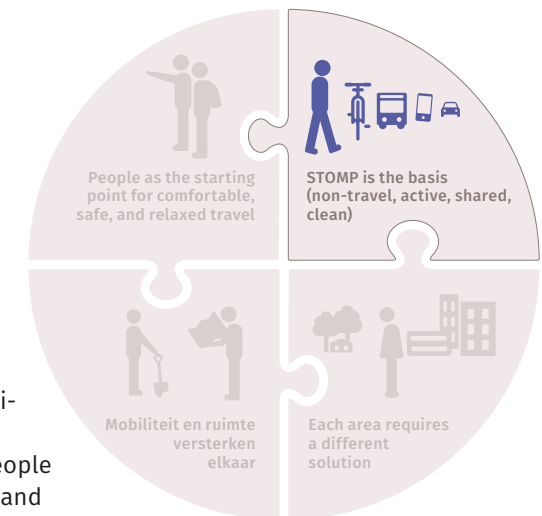 People as the starting
point for comfortable,
safe, and relaxed travel
STOMP is the basis
(non-travel, active, shared,
clean)
Mobiliteit en ruimte
versterken
elkaar
Each area requires
a different
solution
and